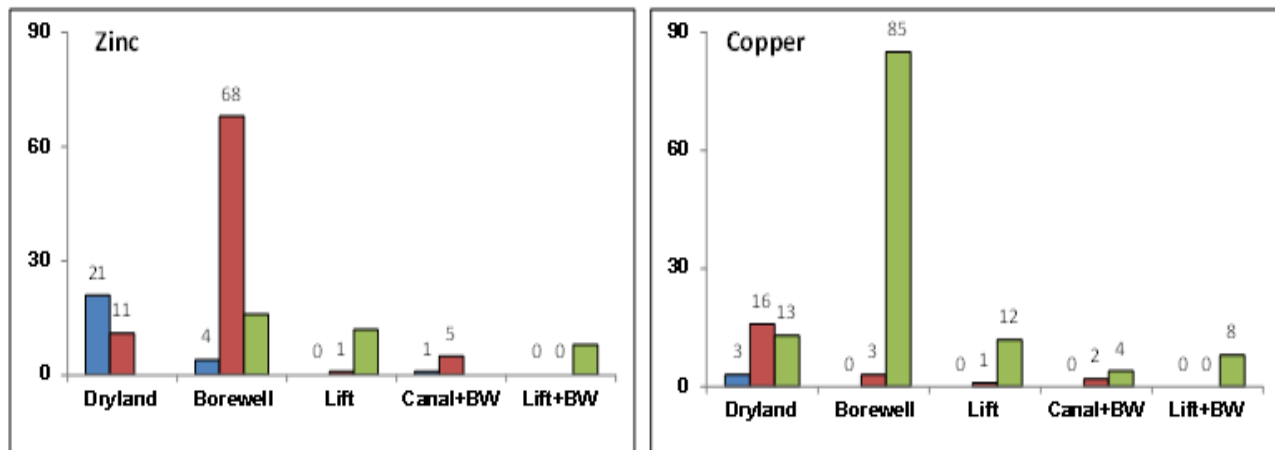 Zinc
90
60
30
0
21
11
4
68
0
1
1
5
0
0
Dryland
Borewell
Lift
Canal+BW
Lift+BW
Copper
90
60
30
0
3
16
13
0
3
85
0
1
12
0
2
4
0
0
8
Dryland
Borewell
Lift
Canal+BW
Lift+BW